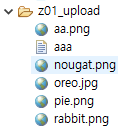 z01_upload
aa.png
aaa
nougat.png
oreo.jpg
pie.png
rabbit.png